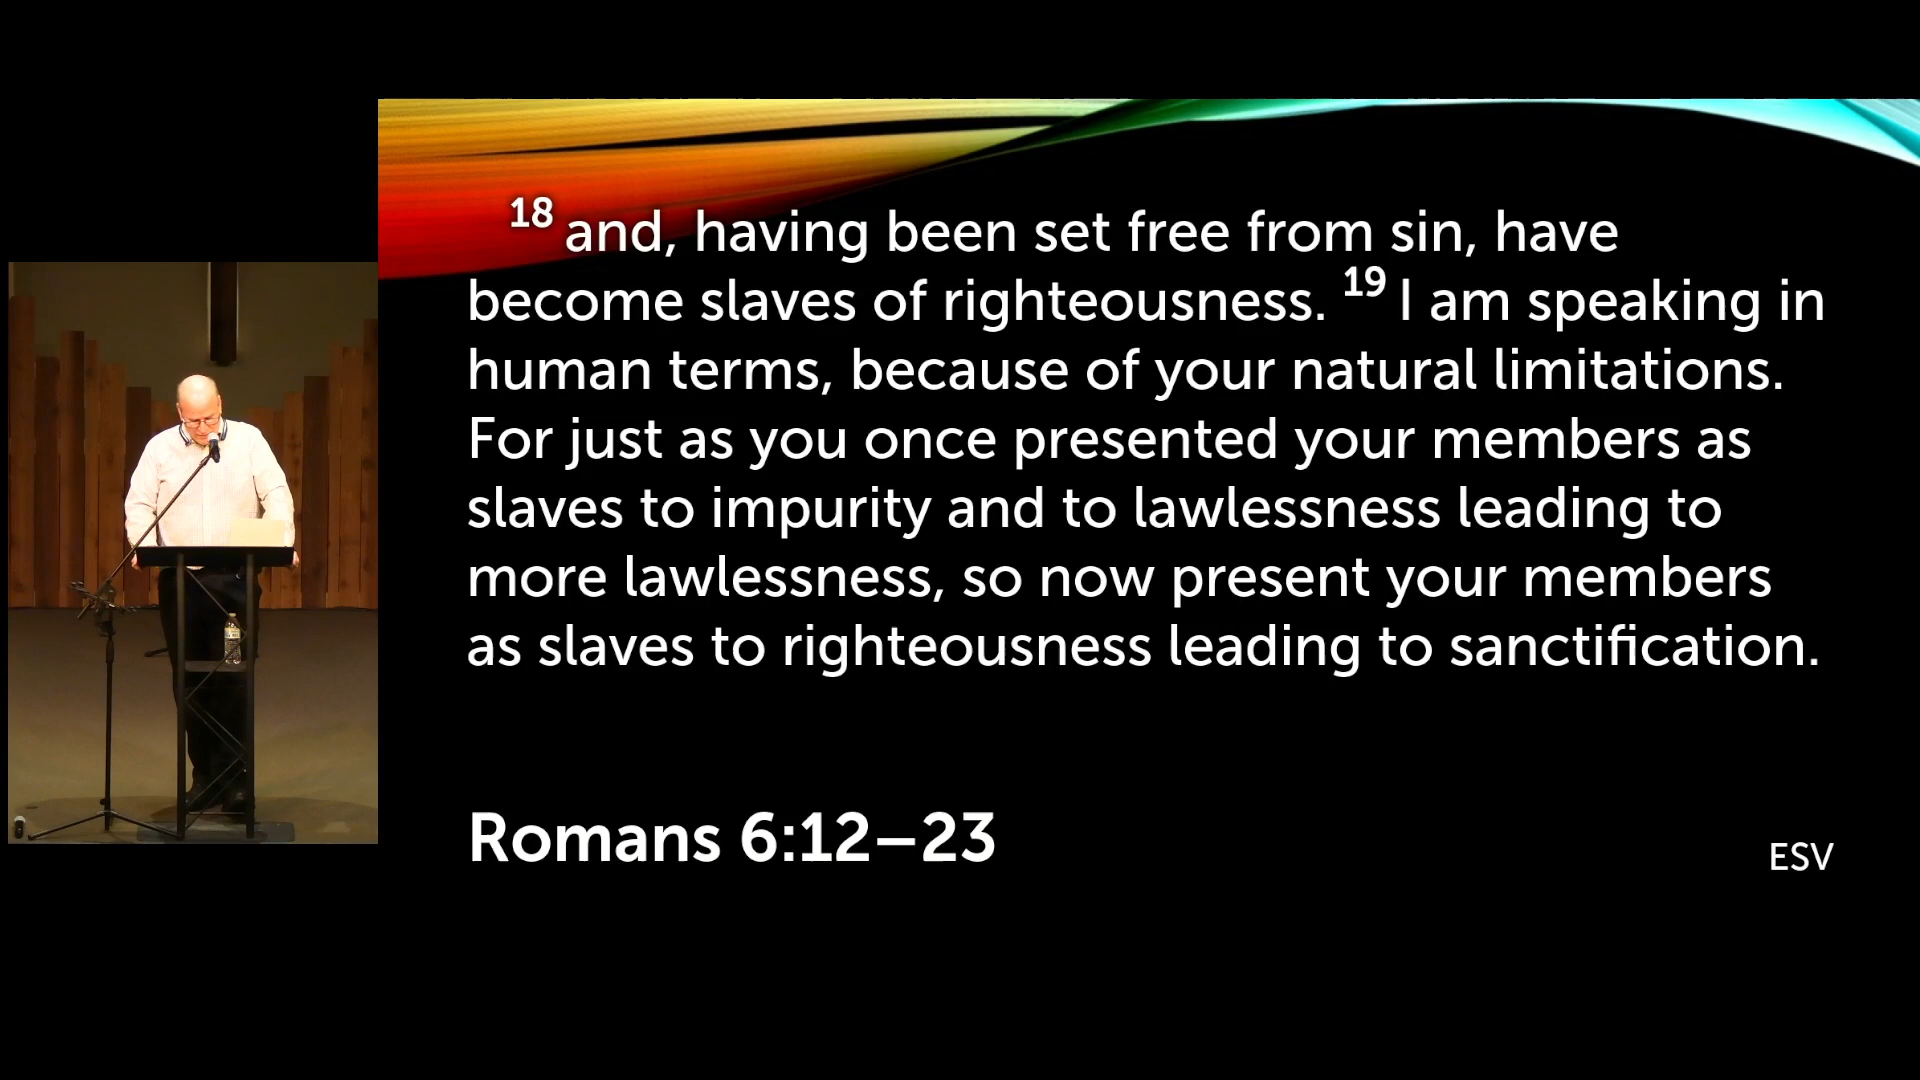 18 and, having been set free from sin, have
become slaves of righteousness. 19 I am speaking in
human terms, because of your natural limitations.
For just as you once presented your members as
slaves to impurity and to lawlessness leading to
more lawlessness, so now present your members
as slaves to righteousness leading to sanctification.
Romans 6:12–23
ESV